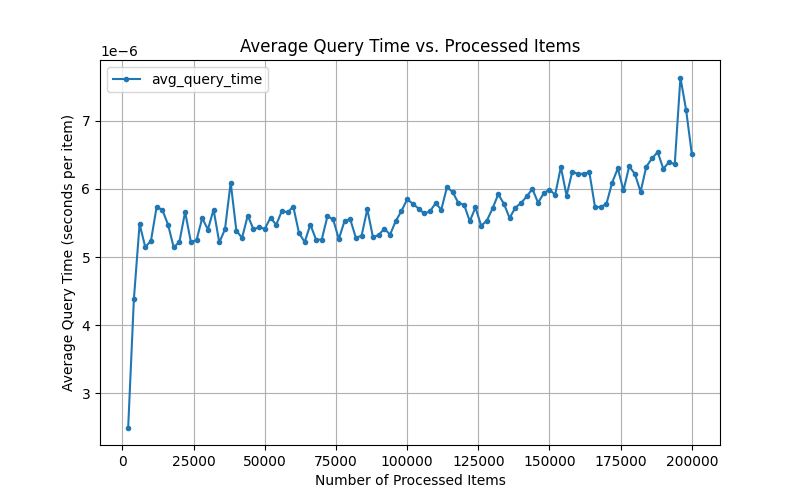 Average Query Time vs. Processed Items
1e−6
avg_query_time
7
6
5
4
3
Average Query Time (seconds per item)
0 25000 50000 75000 100000 125000 150000 175000 200000
Number of Processed Items